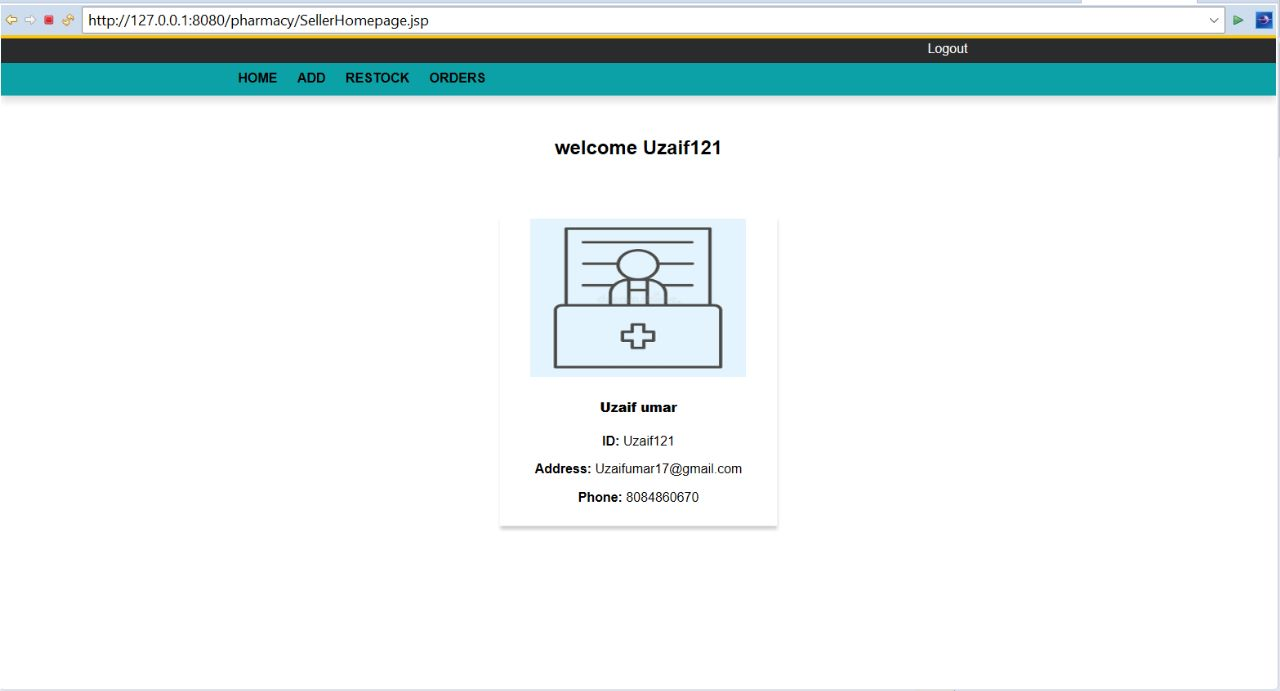 http://127.0.0.1:8080/pharmacy/SellerHomepage.jsp
Logout
HOME ADD RESTOCK ORDERS
welcome Uzaif121
Uzaif umar
ID: Uzaif121
Address: Uzaifumar17@gmail.com
Phone: 8084860670